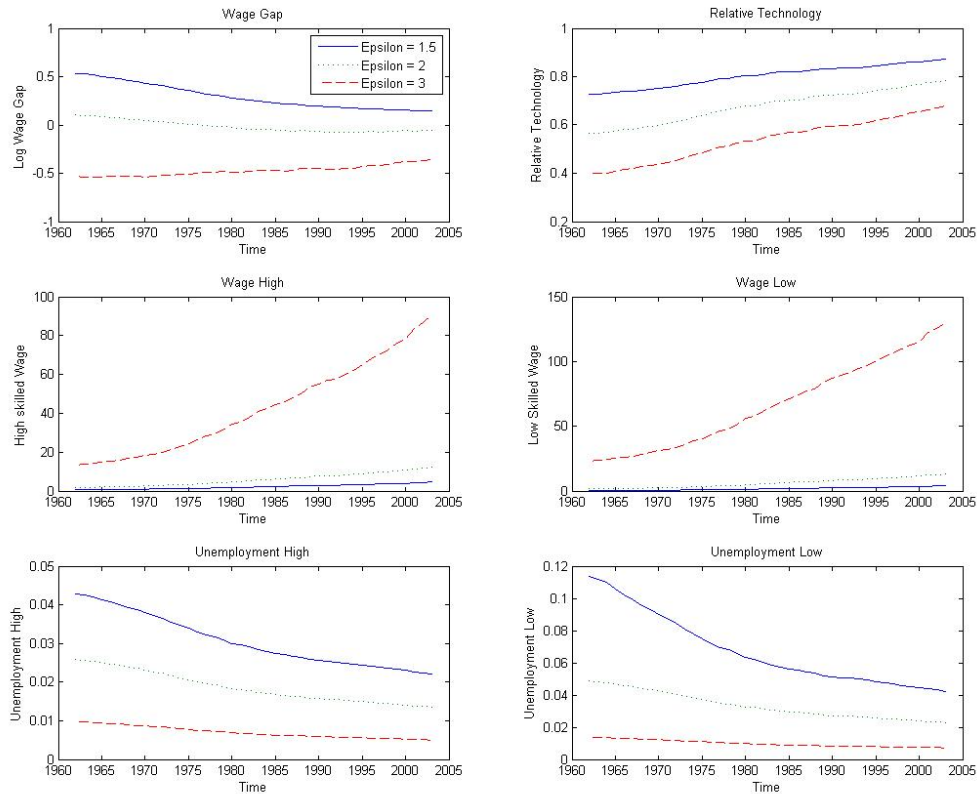 Wage Gap
1
0.5
0
-0.5
-1
Log Wage Gap
1960 1965 1970 1975 1980 1985 1990 1995 2000 2005
Time
Epsilon = 1.5
Epsilon = 2
Epsilon = 3
Relative Technology
1
0.8
0.6
0.4
0.2
Relative Technology
1960 1965 1970 1975 1980 1985 1990 1995 2000 2005
Time
Wage High
100
80
60
40
20
0
High skilled Wage
1960 1965 1970 1975 1980 1985 1990 1995 2000 2005
Time
Wage Low
150
100
50
0
Low Skilled Wage
1960 1965 1970 1975 1980 1985 1990 1995 2000 2005
Time
Unemployment High
0.05
0.04
0.03
0.02
0.01
0
Unemployment High
1960 1965 1970 1975 1980 1985 1990 1995 2000 2005
Time
Unemployment Low
0.12
0.1
0.08
0.06
0.04
0.02
0
Unemployment Low
1960 1965 1970 1975 1980 1985 1990 1995 2000 2005
Time